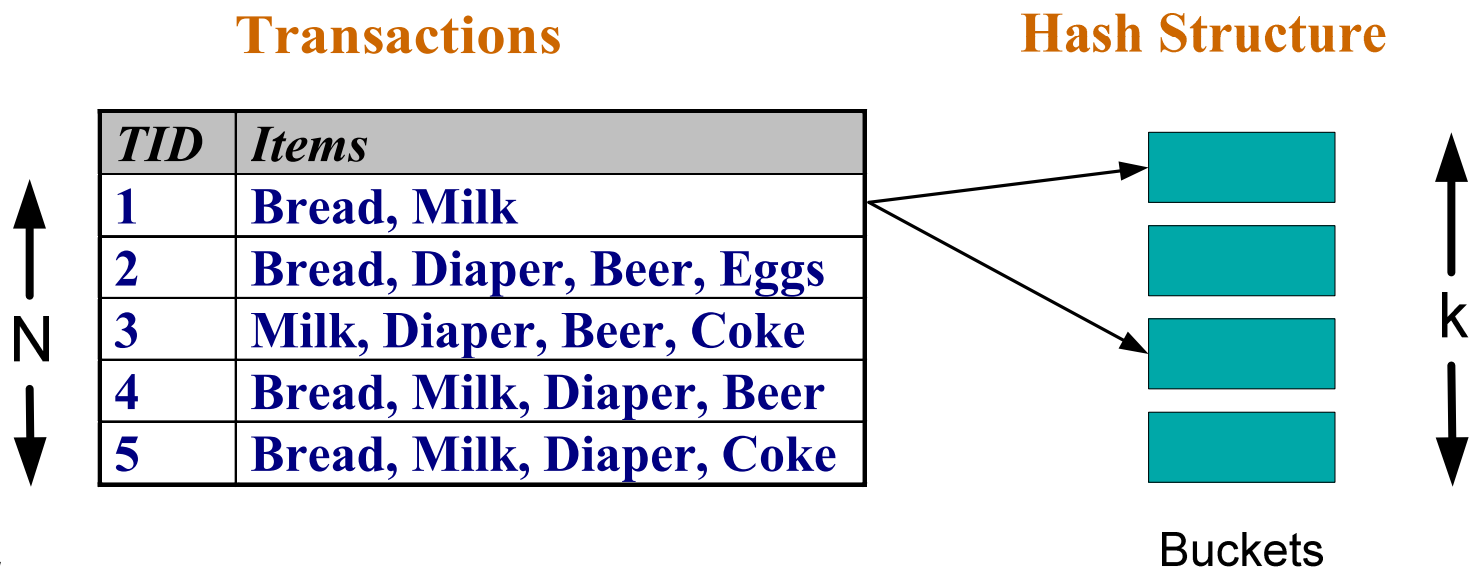 Transactions
Hash Structure
TID Items
1 Bread, Milk
2 Bread, Diaper, Beer, Eggs
3 Milk, Diaper, Beer, Coke
4 Bread, Milk, Diaper, Beer
5 Bread, Milk, Diaper, Coke
N
k
Buckets